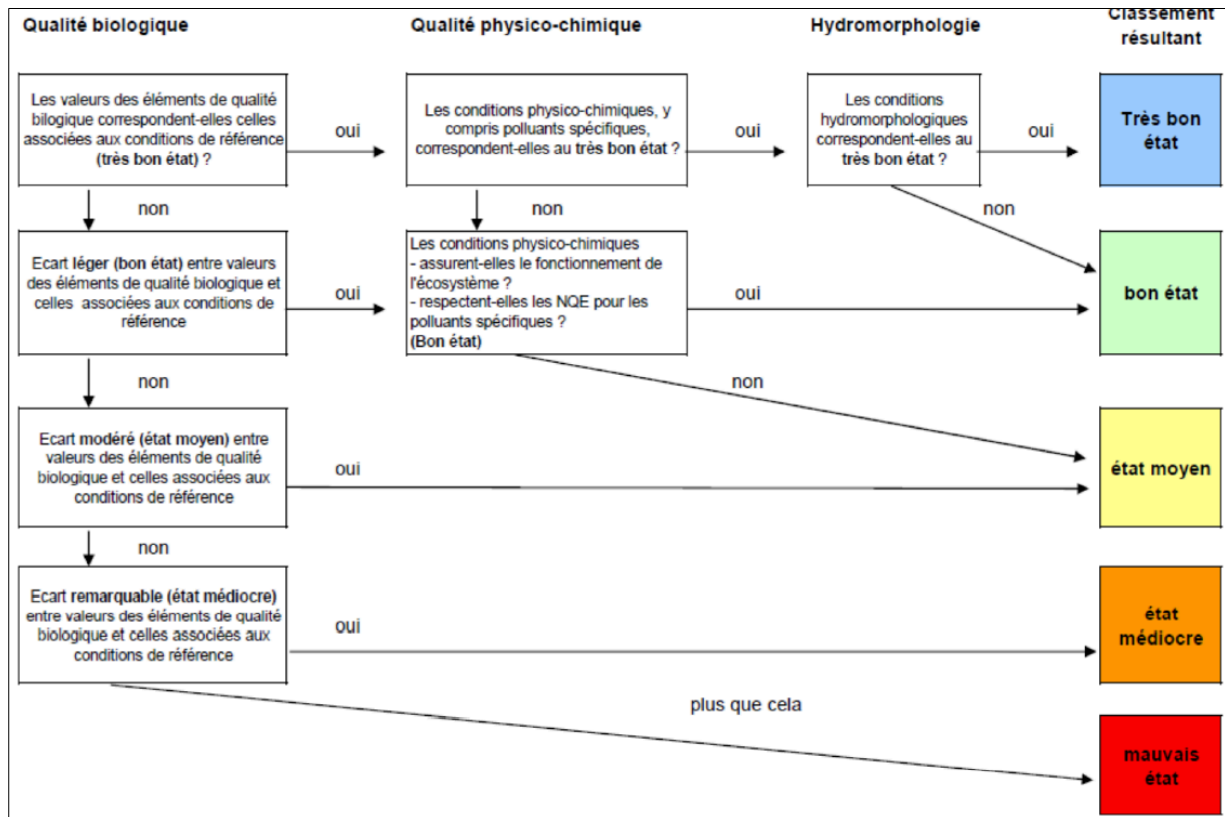 Qualité biologique
Qualité physico-chimique
Hydromorphologie
Classement
résultant
Les valeurs des éléments de qualité
bilogique correspondent-elles celles
associées aux conditions de référence
(très bon état) ?
oui
Les conditions physico-chimiques, y
compris polluants spécifiques,
correspondent-elles au très bon état ?
oui
Les conditions
hydromorphologiques
correspondent-elles au
très bon état ?
oui
Très bon
état
non
non
non
Ecart léger (bon état) entre valeurs
des éléments de qualité biologique et
celles associées aux conditions de
référence
oui
Les conditions physico-chimiques
- assurent-elles le fonctionnement de
l'écosystème ?
- respectent-elles les NQE pour les
polluants spécifiques ?
(Bon état)
oui
bon état
non
non
Ecart modéré (état moyen) entre
valeurs des éléments de qualité
biologique et celles associées aux
conditions de référence
oui
état moyen
non
Ecart remarquable (état médiocre)
entre valeurs des éléments de qualité
biologique et celles associées aux
conditions de référence
oui
état
médiocre
plus que cela
mauvais
état